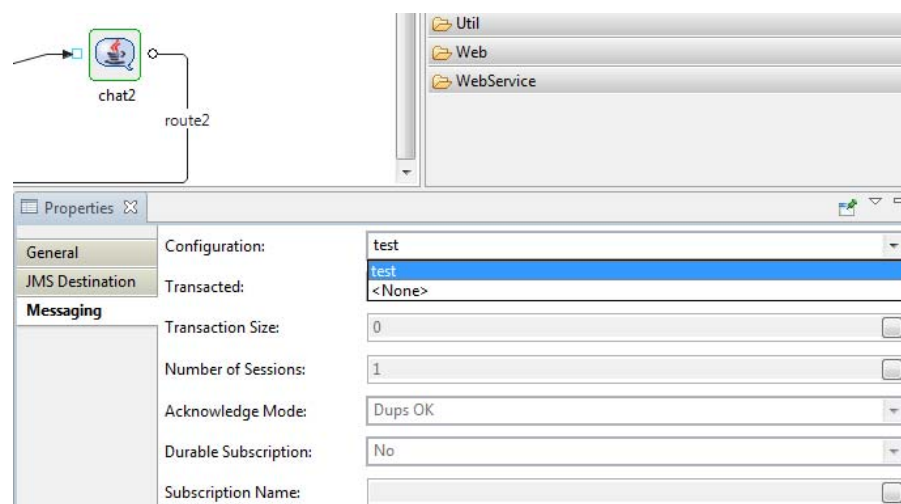 Util
Web
WebService
chat2
route2
Properties
General
JMS Destination
Messaging
Configuration: test
test
<None>
Transacted:
Transaction Size: 0
Number of Sessions: 1
Acknowledge Mode: Dups OK
Durable Subscription: No
Subscription Name: